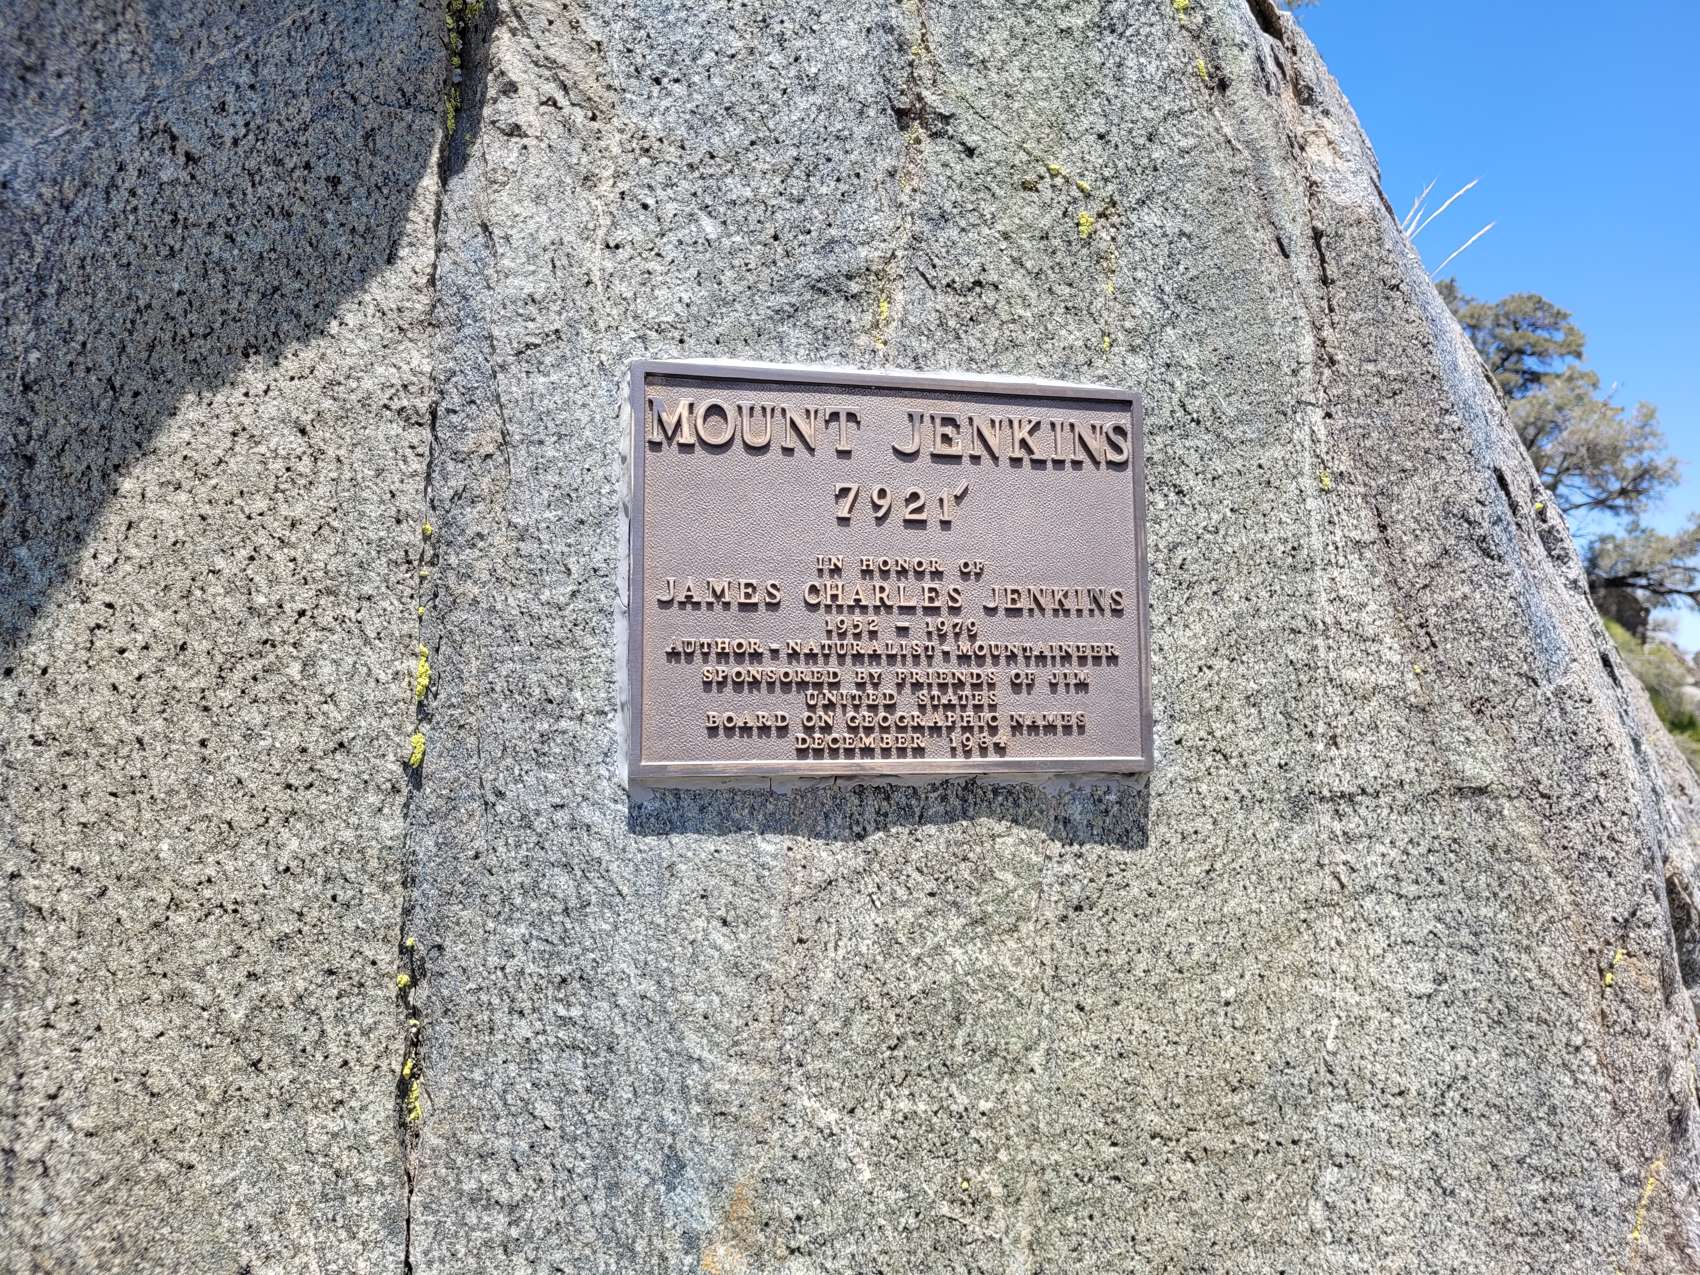 MOUNT JENKINS
7921'
IN HONOR OF
JAMES CHARLES JENKINS
1952 - 1979
AUTHOR - NATURALIST - MOUNTAINEER
SPONSORED BY FRIENDS OF JIM
UNITED STATES
BOARD ON GEOGRAPHIC NAMES
DECEMBER 1984